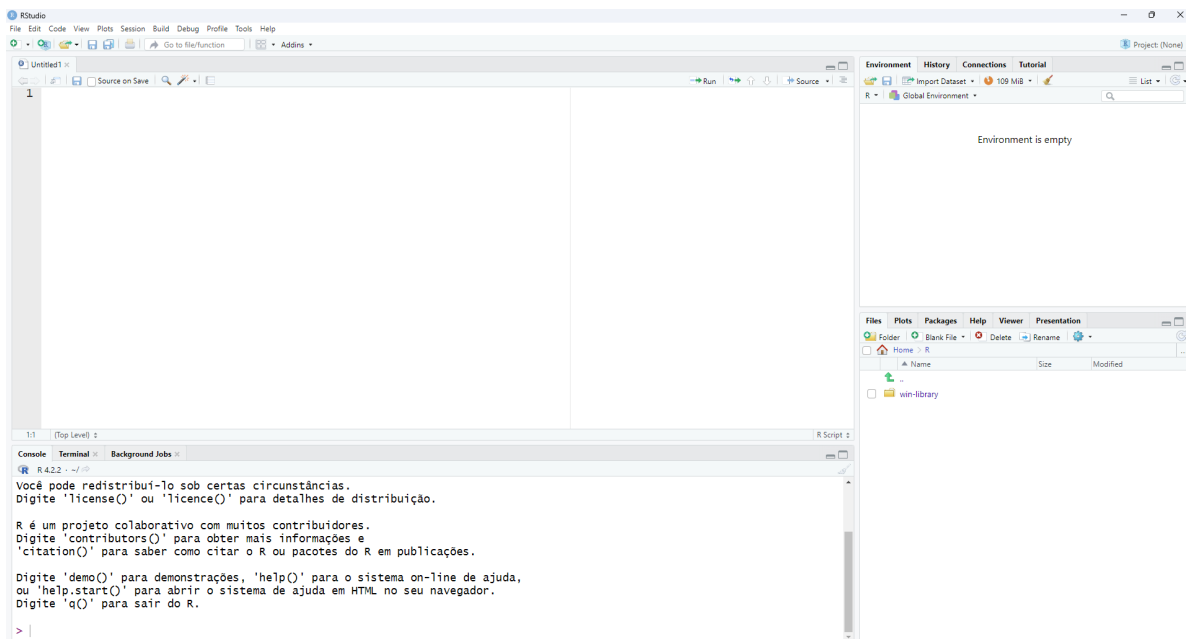 RStudio
File Edit Code View Plots Session Build Debug Profile Tools Help
Go to file/function Addins Project: (None)
Untitled1
Source on Save Run Source
1
1:1 (Top Level) R Script
Console Terminal Background Jobs
R 4.2.2 · ~/
Você pode redistribuí-lo sob certas circunstâncias.
Digite 'license()' ou 'licence()' para detalhes de distribuição.
R é um projeto colaborativo com muitos contribuidores.
Digite 'contributors()' para obter mais informações e
'citation()' para saber como citar o R ou pacotes do R em publicações.
Digite 'demo()' para demonstrações, 'help()' para o sistema on-line de ajuda,
ou 'help.start()' para abrir o sistema de ajuda em HTML no seu navegador.
Digite 'q()' para sair do R.
>
Environment History Connections Tutorial
Import Dataset 109 MiB List
R Global Environment
Environment is empty
Files Plots Packages Help Viewer Presentation
Folder Blank File Delete Rename
Home R
Name Size Modified
..
win-library